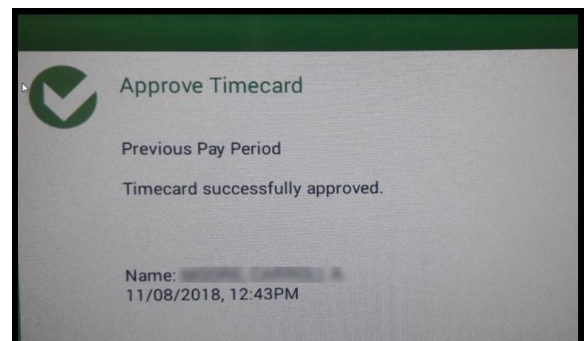 Approve Timecard
Previous Pay Period
Timecard successfully approved.
Name:
11/08/2018, 12:43PM